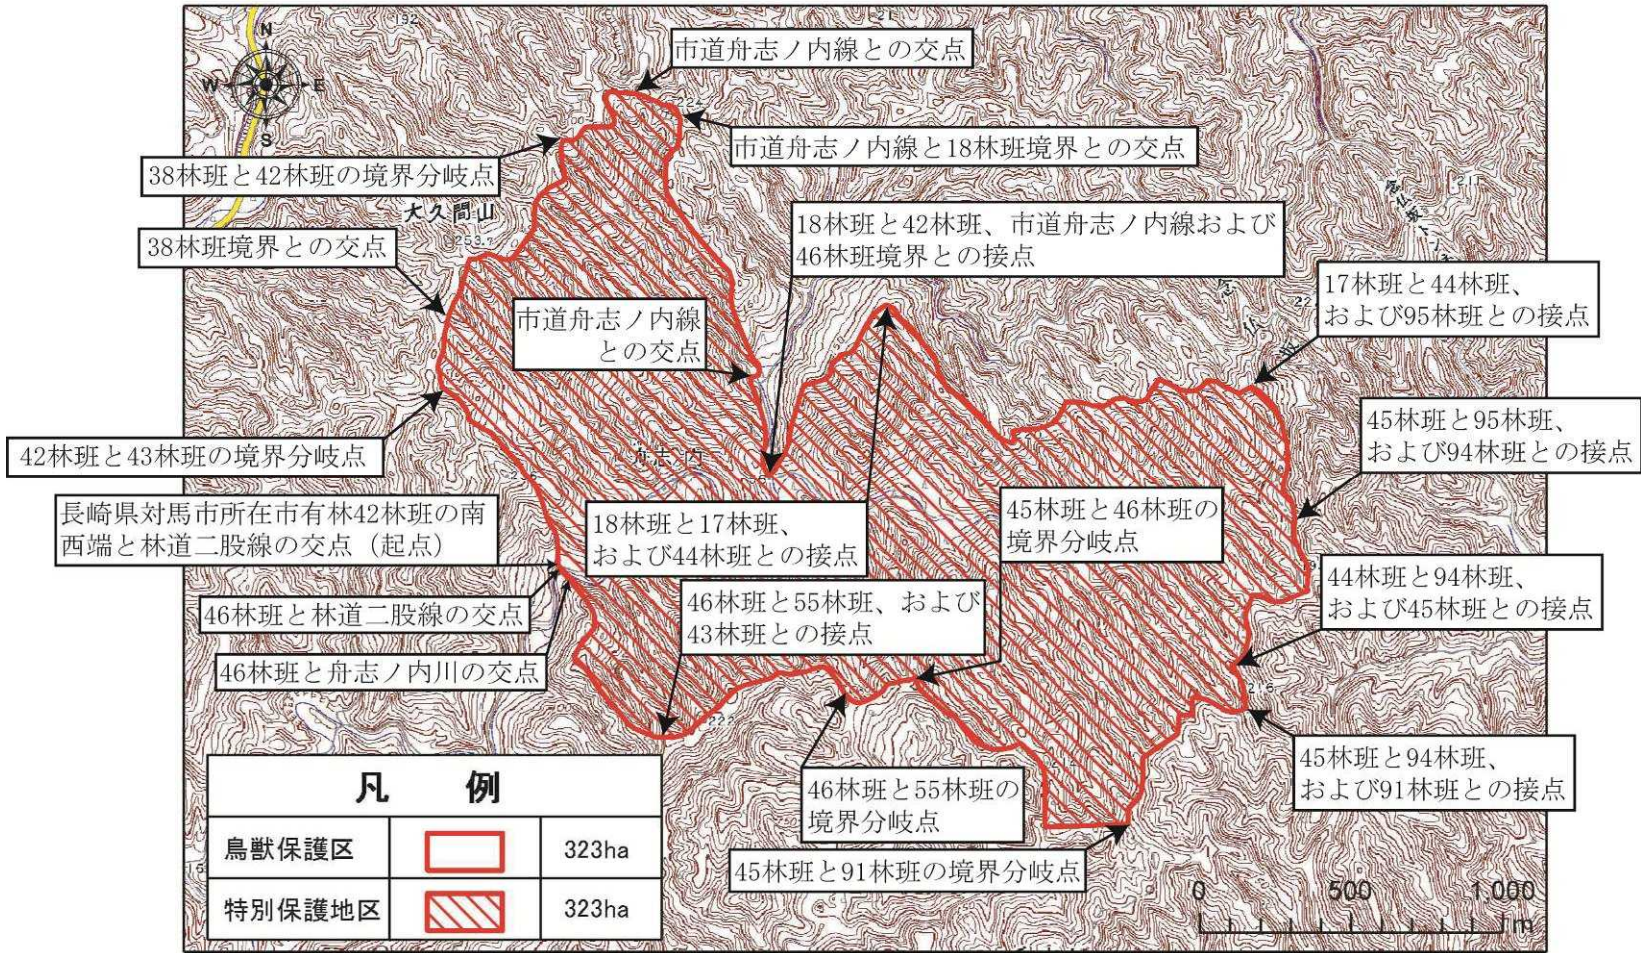 192
21
N
W
E
S
市道舟志ノ内線との交点
市道舟志ノ内線と18林班境界との交点
38林班と42林班の境界分岐点
大久間山
253.7
38林班境界との交点
18林班と42林班、市道舟志ノ内線および
46林班境界との接点
17林班と44林班、
および95林班との接点
市道舟志ノ内線
との交点
42林班と43林班の境界分岐点
舟志ノ内
45林班と95林班、
および94林班との接点
長崎県対馬市所在市有林42林班の南
西端と林道二股線の交点（起点）
18林班と17林班、
および44林班との接点
45林班と46林班の
境界分岐点
46林班と林道二股線の交点
46林班と55林班、および
43林班との接点
44林班と94林班、
および45林班との接点
46林班と舟志ノ内川の交点
216
222
45林班と94林班、
および91林班との接点
46林班と55林班の
境界分岐点
45林班と91林班の境界分岐点
凡 例
鳥獣保護区 323ha
特別保護地区 323ha
0 500 1,000
m